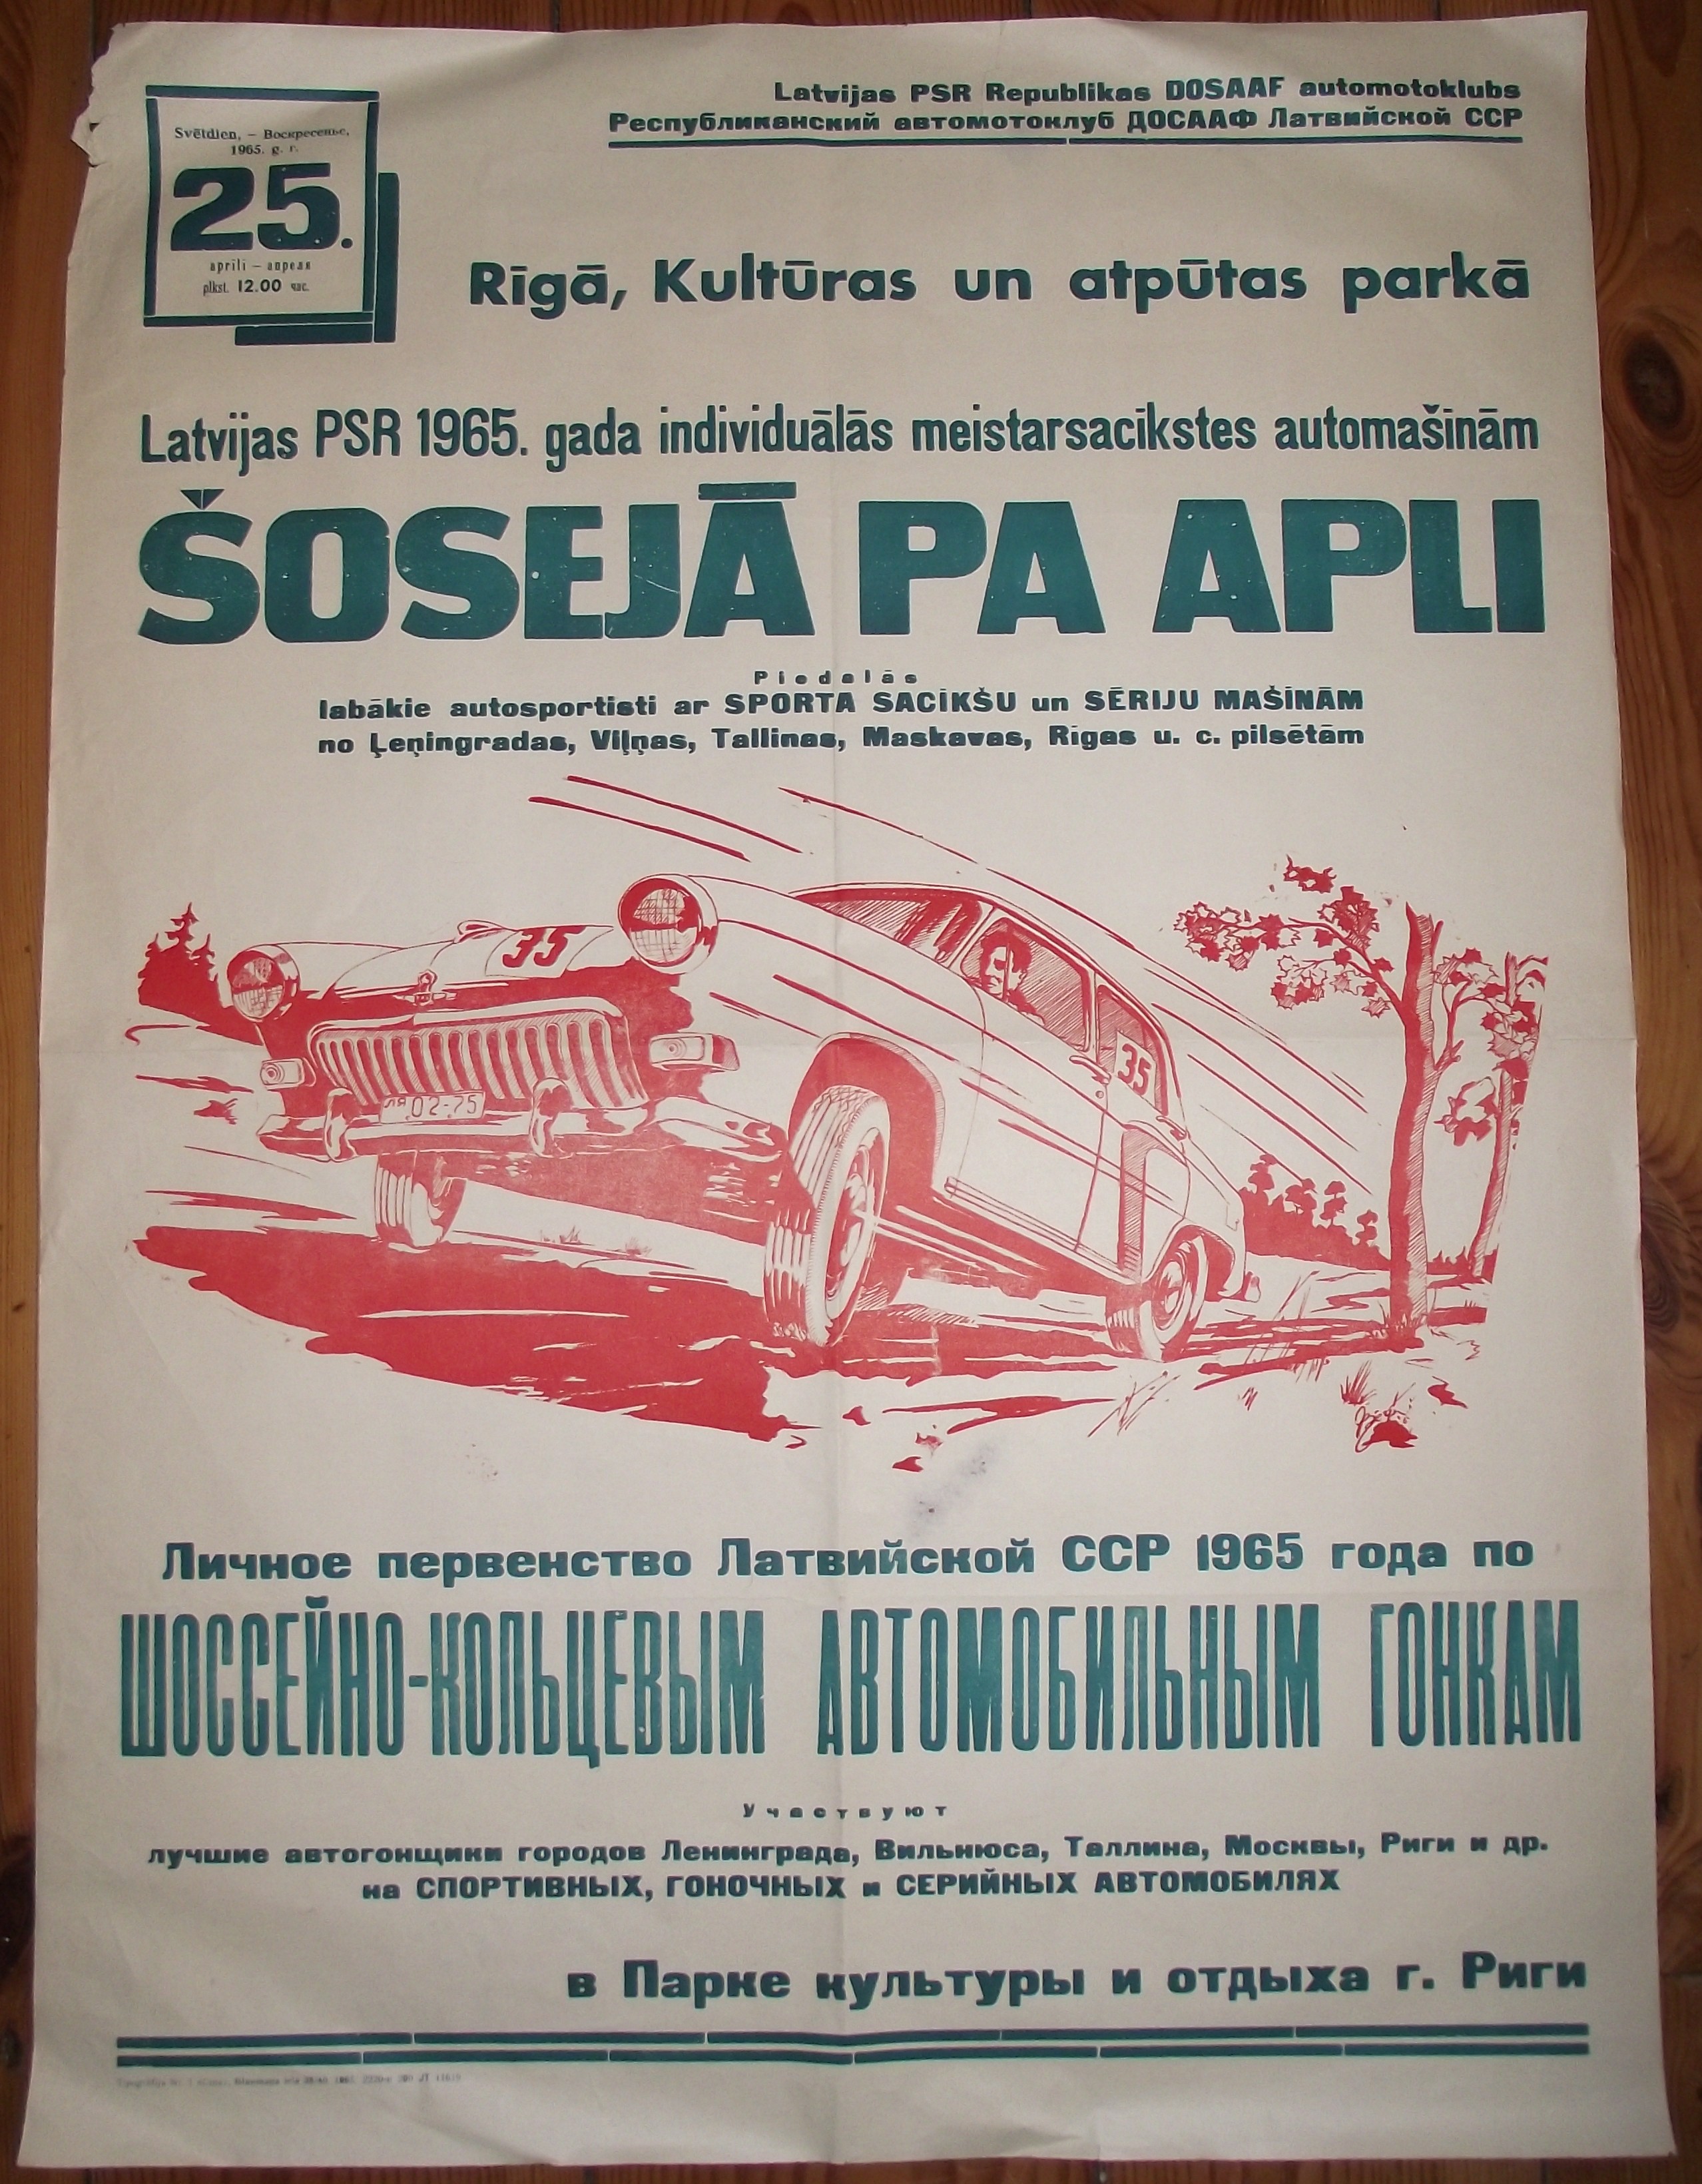 Svētdien, – Воскресенье,
1965. g. г.
25.
aprīlī – апреля
plkst. 12.00 час.
Latvijas PSR Republikas DOSAAF automotoklubs
Республиканский автомотоклуб ДОСААФ Латвийской ССР
Rīgā, Kultūras un atpūtas parkā
Latvijas PSR 1965. gada individuālās meistarsacīkstes automašīnām
ŠOSEJĀ PA APLI
Piedalās
labākie autosportisti ar SPORTA SACĪKŠU un SĒRIJU MAŠĪNĀM
no Ļeņingradas, Viļņas, Tallinas, Maskavas, Rīgas u. c. pilsētām
35
35
ЛЯ 02-75
Личное первенство Латвийской ССР 1965 года по
ШОССЕЙНО-КОЛЬЦЕВЫМ АВТОМОБИЛЬНЫМ ГОНКАМ
Участвуют
лучшие автогонщики городов Ленинграда, Вильнюса, Таллина, Москвы, Риги и др.
на СПОРТИВНЫХ, ГОНОЧНЫХ и СЕРИЙНЫХ АВТОМОБИЛЯХ
в Парке культуры и отдыха г. Риги